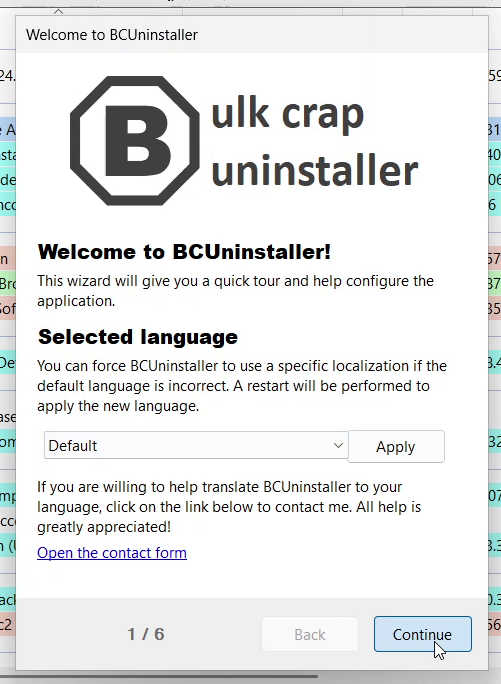 Welcome to BCUninstaller
B ulk crap
uninstaller
Welcome to BCUninstaller!
This wizard will give you a quick tour and help configure the
application.
Selected language
You can force BCUninstaller to use a specific localization if the
default language is incorrect. A restart will be performed to
apply the new language.
Default
Apply
If you are willing to help translate BCUninstaller to your
language, click on the link below to contact me. All help is
greatly appreciated!
Open the contact form
1 / 6
Back
Continue